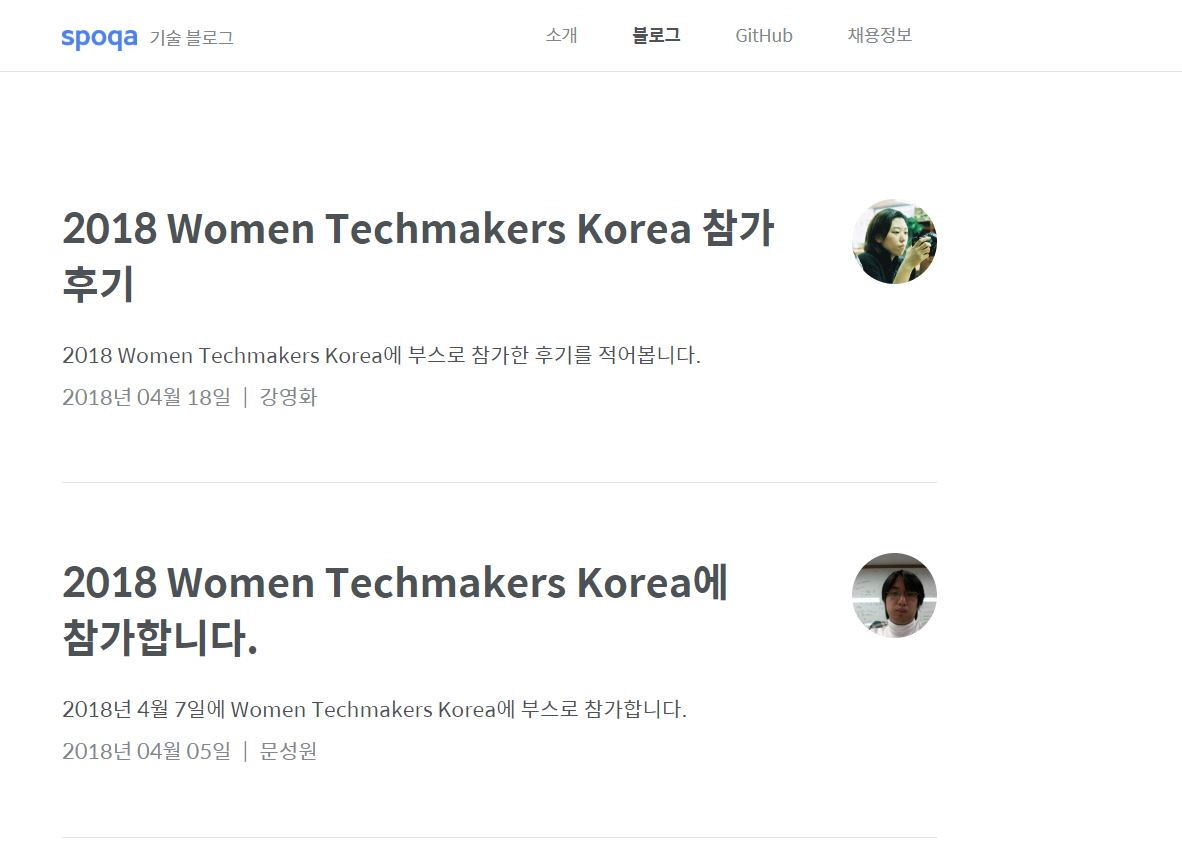 spoqa 기술 블로그
소개 블로그 GitHub 채용정보
2018 Women Techmakers Korea 참가
후기
2018 Women Techmakers Korea에 부스로 참가한 후기를 적어봅니다.
2018년 04월 18일 | 강영화
2018 Women Techmakers Korea에
참가합니다.
2018년 4월 7일에 Women Techmakers Korea에 부스로 참가합니다.
2018년 04월 05일 | 문성원